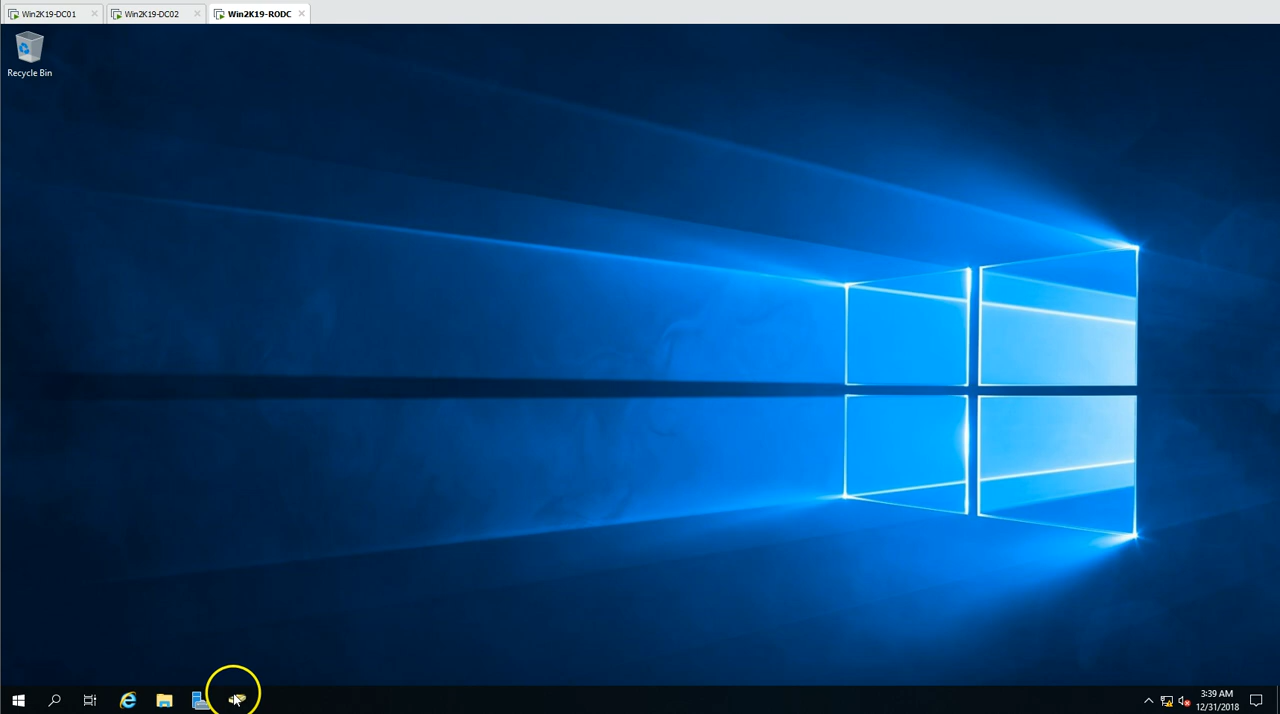 Win2K19-DC01
Win2K19-DC02
Win2K19-RODC
Recycle Bin
3:39 AM
12/31/2018